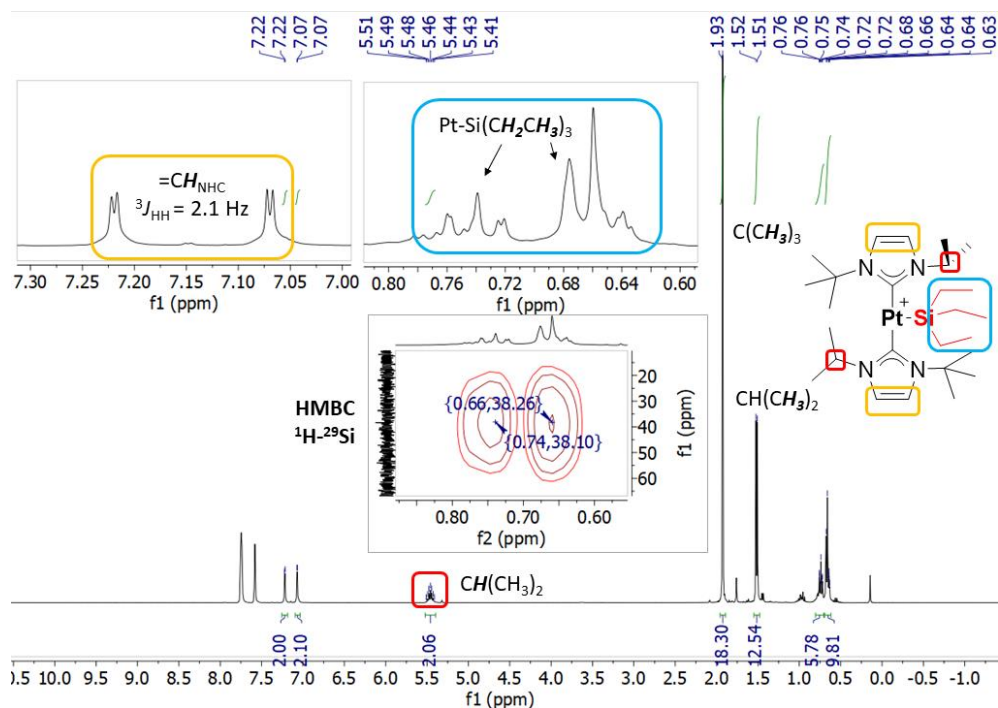 7.22
7.22
7.07
7.07
5.51
5.49
5.48
5.46
5.44
5.43
5.41
1.93
1.52
1.51
0.76
0.76
0.75
0.74
0.72
0.72
0.68
0.66
0.64
0.64
0.63
=CH NHC
3JHH = 2.1 Hz
7.30 7.25 7.20 7.15 7.10 7.05 7.00
f1 (ppm)
Pt-Si(CH2CH3)3
0.80 0.76 0.72 0.68 0.64 0.60
f1 (ppm)
C(CH3)3
N N
Pt + Si
N N
CH(CH3)2
HMBC
1H-29Si
{0.66,38.26}
{0.74,38.10}
20
30
40
50
60
f1 (ppm)
0.80 0.70 0.60
f2 (ppm)
CH(CH3)2
2.00
2.10
2.06
18.30
12.54
5.78
9.81
0.5 10.0 9.5 9.0 8.5 8.0 7.5 7.0 6.5 6.0 5.5 5.0 4.5 4.0 3.5 3.0 2.5 2.0 1.5 1.0 0.5 0.0 -0.5 -1.0
f1 (ppm)